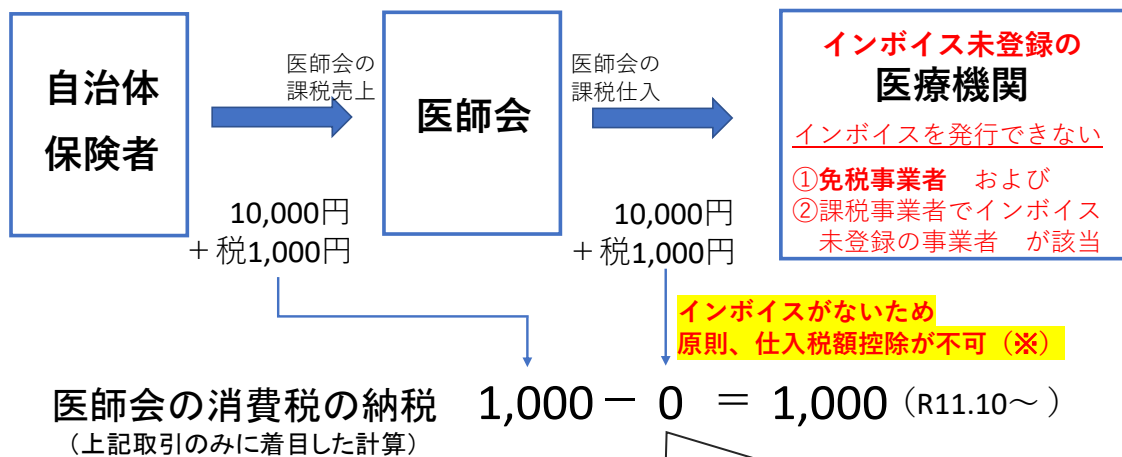 自治体
保険者
医師会の
課税売上
医師会
医師会の
課税仕入
インボイス未登録の
医療機関
インボイスを発行できない
①免税事業者　および
②課税事業者でインボイス
未登録の事業者　が該当
10,000円
＋税1,000円
10,000円
＋税1,000円
インボイスがないため
原則、仕入税額控除が不可（※）
医師会の消費税の納税　1,000－0＝1,000（R11.10～）
（上記取引のみに着目した計算）